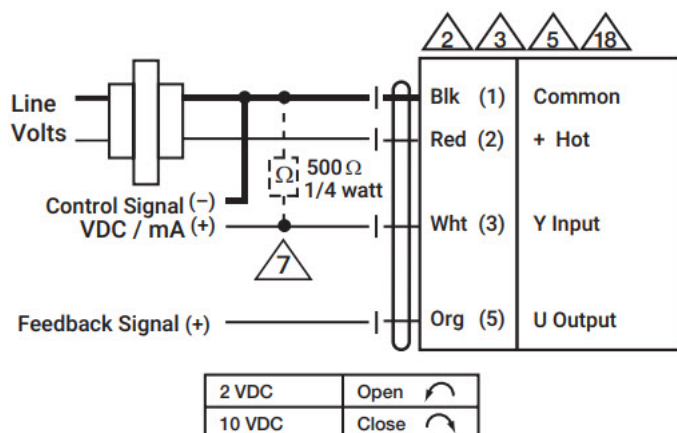 2 3 5 18
Line
Volts
Blk (1) Common
Red (2) + Hot
Ω 500 Ω
1/4 watt
Control Signal (−)
VDC / mA (+)
Wht (3) Y Input
7
Feedback Signal (+)
Org (5) U Output
2 VDC Open
10 VDC Close